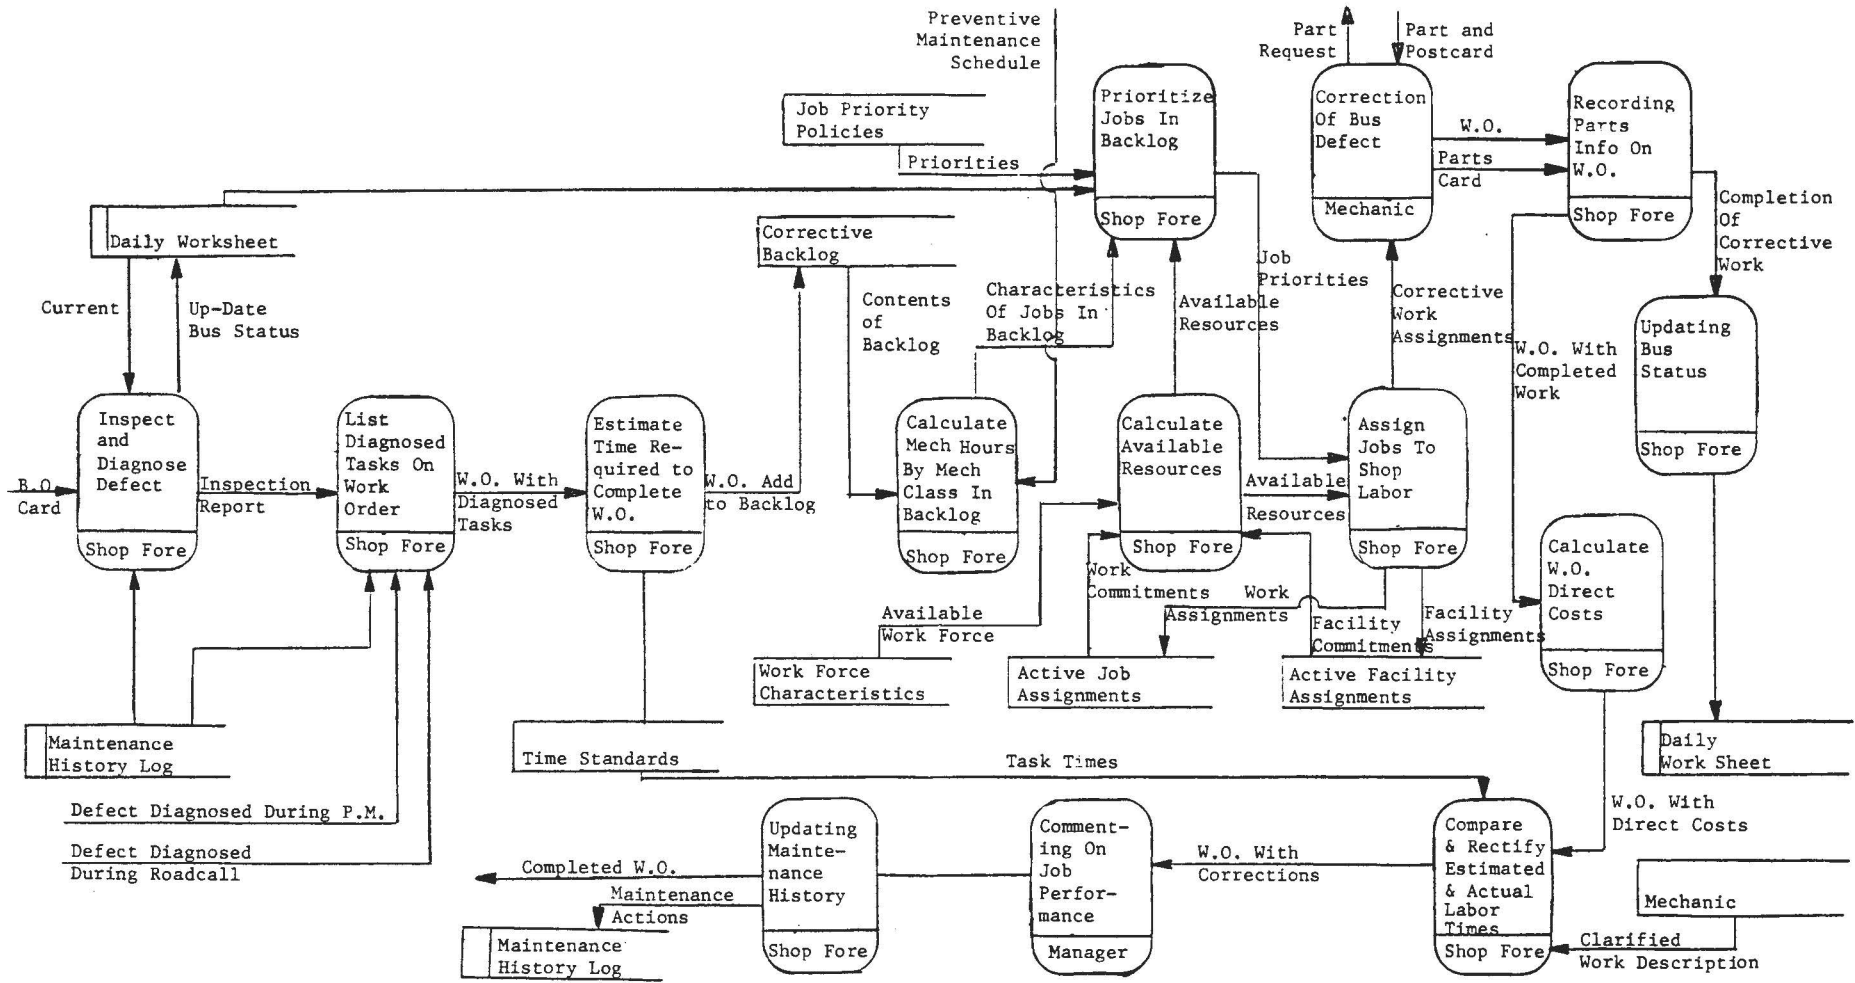 Preventive
Maintenance
Schedule
Part
Request
Part and
Postcard
Job Priority
Policies
Priorities
Prioritize
Jobs In
Backlog
Shop Fore
Correction
Of Bus
Defect
Mechanic
W.O.
Parts
Card
Recording
Parts
Info On
W.O.
Shop Fore
Completion
Of
Corrective
Work
Daily Worksheet
Current
Up-Date
Bus Status
Corrective
Backlog
Contents
of
Backlog
Characteristics
Of Jobs In
Backlog
Available
Resources
Job
Priorities
Corrective
Work
Assignments
W.O. With
Completed
Work
Updating
Bus
Status
Shop Fore
B.O.
Card
Inspect
and
Diagnose
Defect
Shop Fore
Inspection
Report
List
Diagnosed
Tasks On
Work
Order
Shop Fore
W.O. With
Diagnosed
Tasks
Estimate
Time Re-
quired to
Complete
W.O.
Shop Fore
W.O. Add
to Backlog
Calculate
Mech Hours
By Mech
Class In
Backlog
Shop Fore
Calculate
Available
Resources
Shop Fore
Available
Resources
Assign
Jobs To
Shop
Labor
Shop Fore
Calculate
W.O.
Direct
Costs
Shop Fore
Available
Work Force
Work
Commitments
Work
Assignments
Facility
Commitments
Facility
Assignments
Work Force
Characteristics
Active Job
Assignments
Active Facility
Assignments
Maintenance
History Log
Time Standards
Task Times
Daily
Work Sheet
Defect Diagnosed During P.M.
Defect Diagnosed
During Roadcall
W.O. With
Direct Costs
Completed W.O.
Maintenance
Actions
Updating
Mainte-
nance
History
Shop Fore
Comment-
ing On
Job
Perfor-
mance
Manager
W.O. With
Corrections
Compare
& Rectify
Estimated
& Actual
Labor
Times
Shop Fore
Mechanic
Clarified
Work Description
Maintenance
History Log